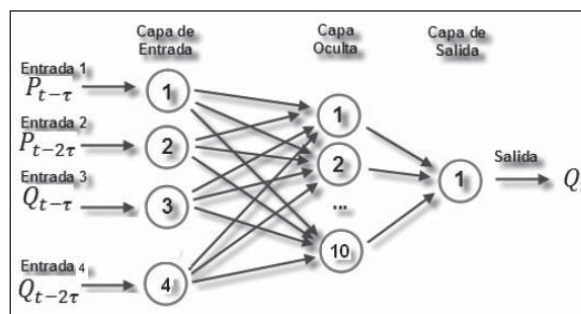 Capa de Entrada
Capa Oculta
Capa de Salida
Entrada 1
P_{t-τ}
Entrada 2
P_{t-2τ}
Entrada 3
Q_{t-τ}
Entrada 4
Q_{t-2τ}
1
2
3
4
1
2
...
10
1
Salida
Q